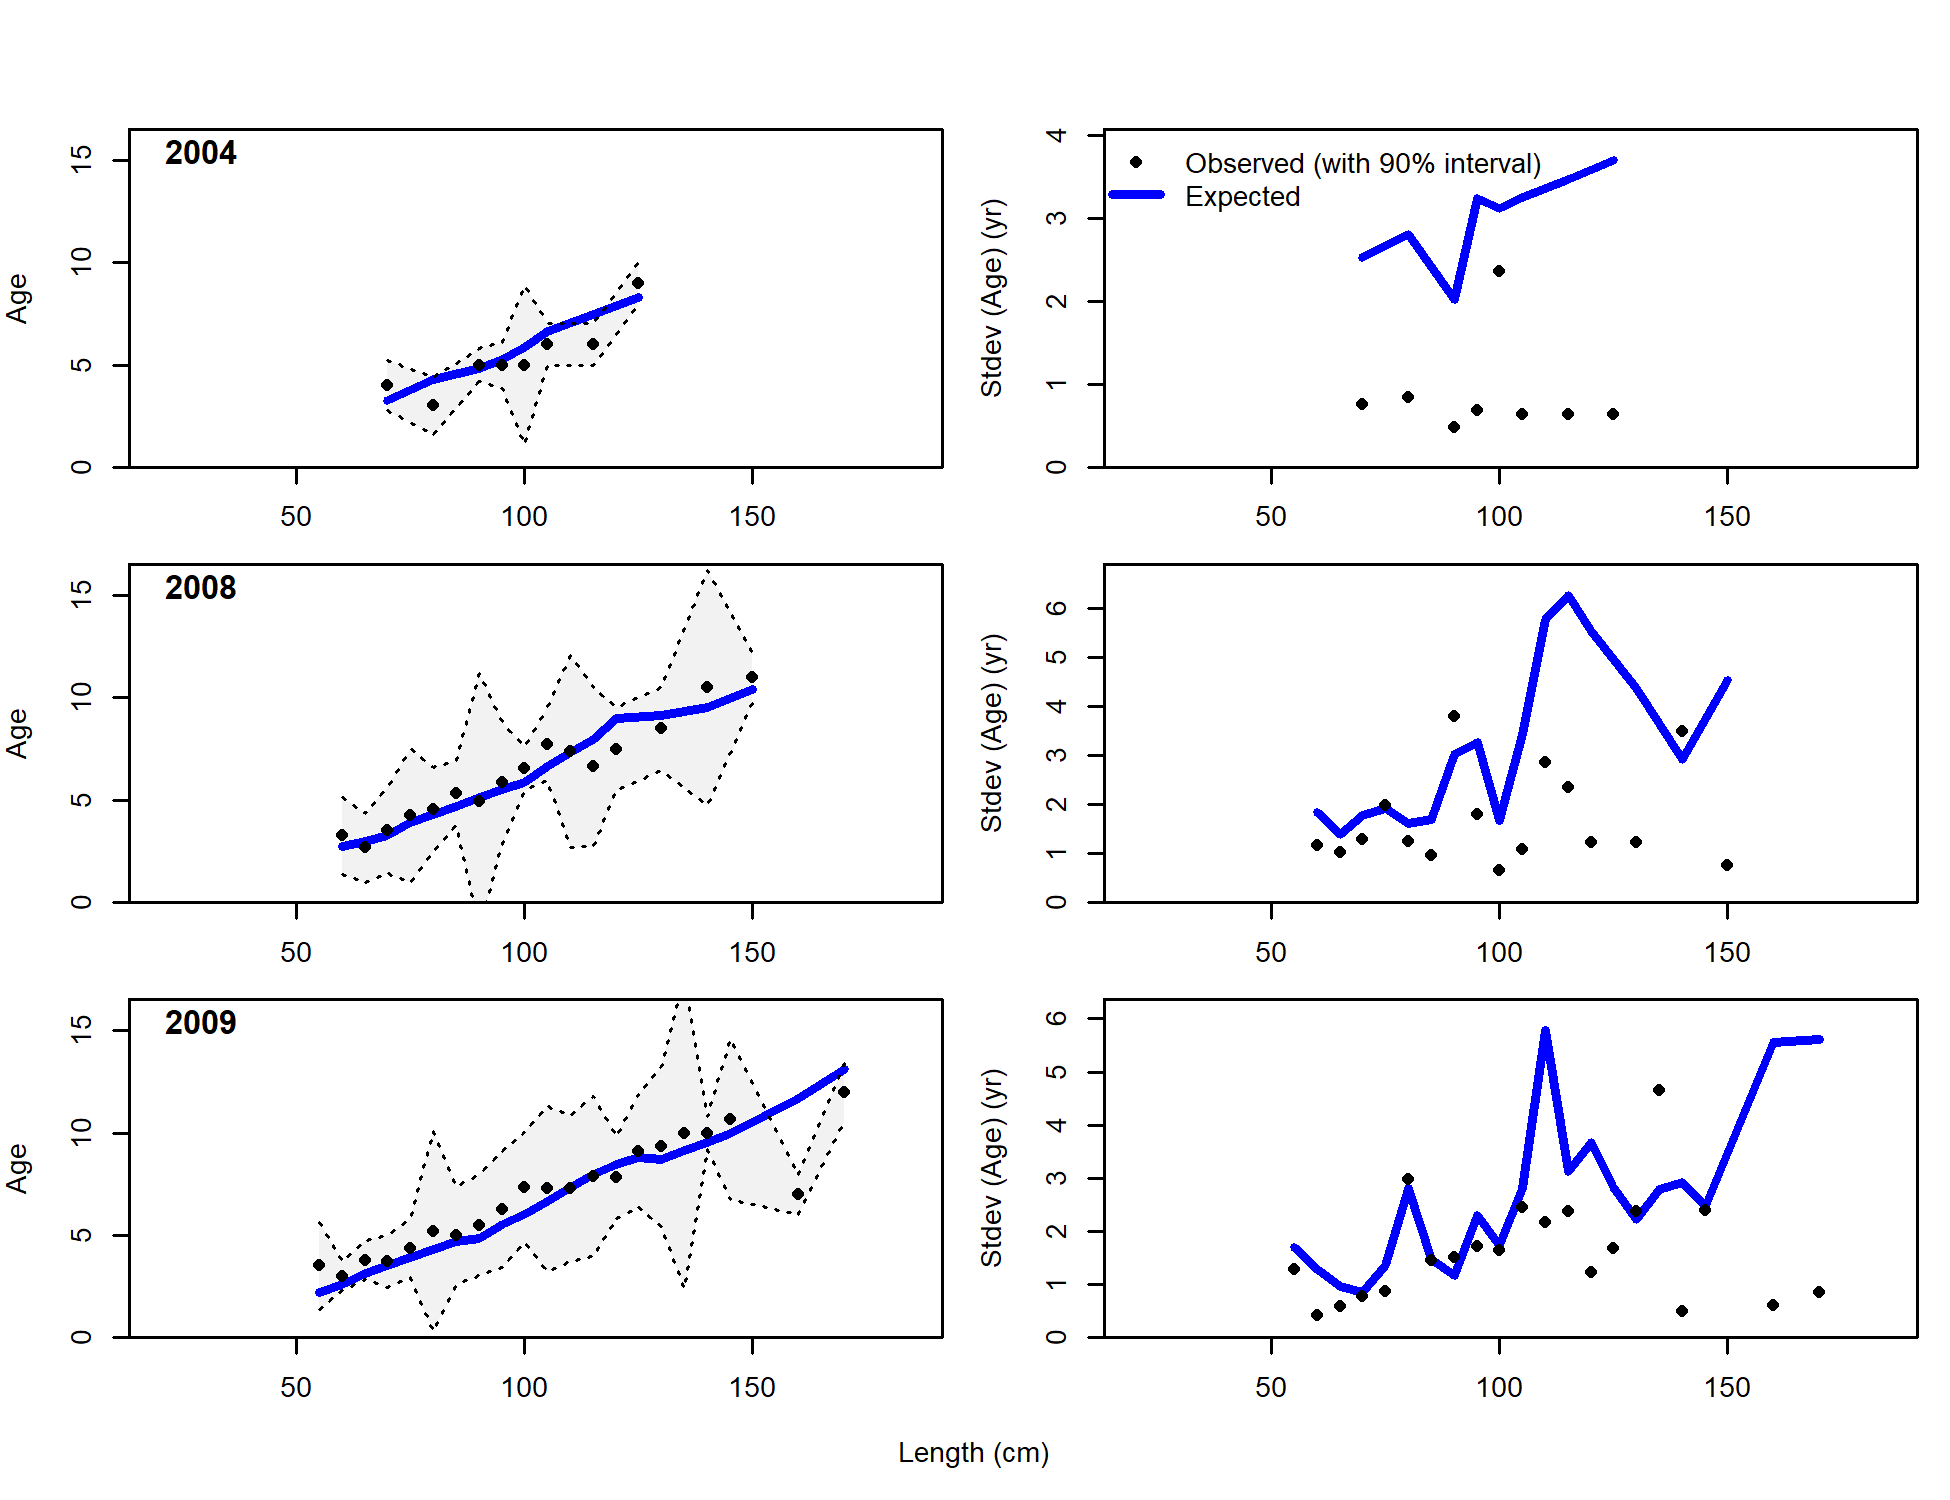 2004
Age
0 5 10 15
50 100 150
Observed (with 90% interval)
Expected
Stdev (Age) (yr)
0 1 2 3 4
50 100 150
2008
Age
0 5 10 15
50 100 150
Stdev (Age) (yr)
0 1 2 3 4 5 6
50 100 150
2009
Age
0 5 10 15
50 100 150
Stdev (Age) (yr)
0 1 2 3 4 5 6
50 100 150
Length (cm)